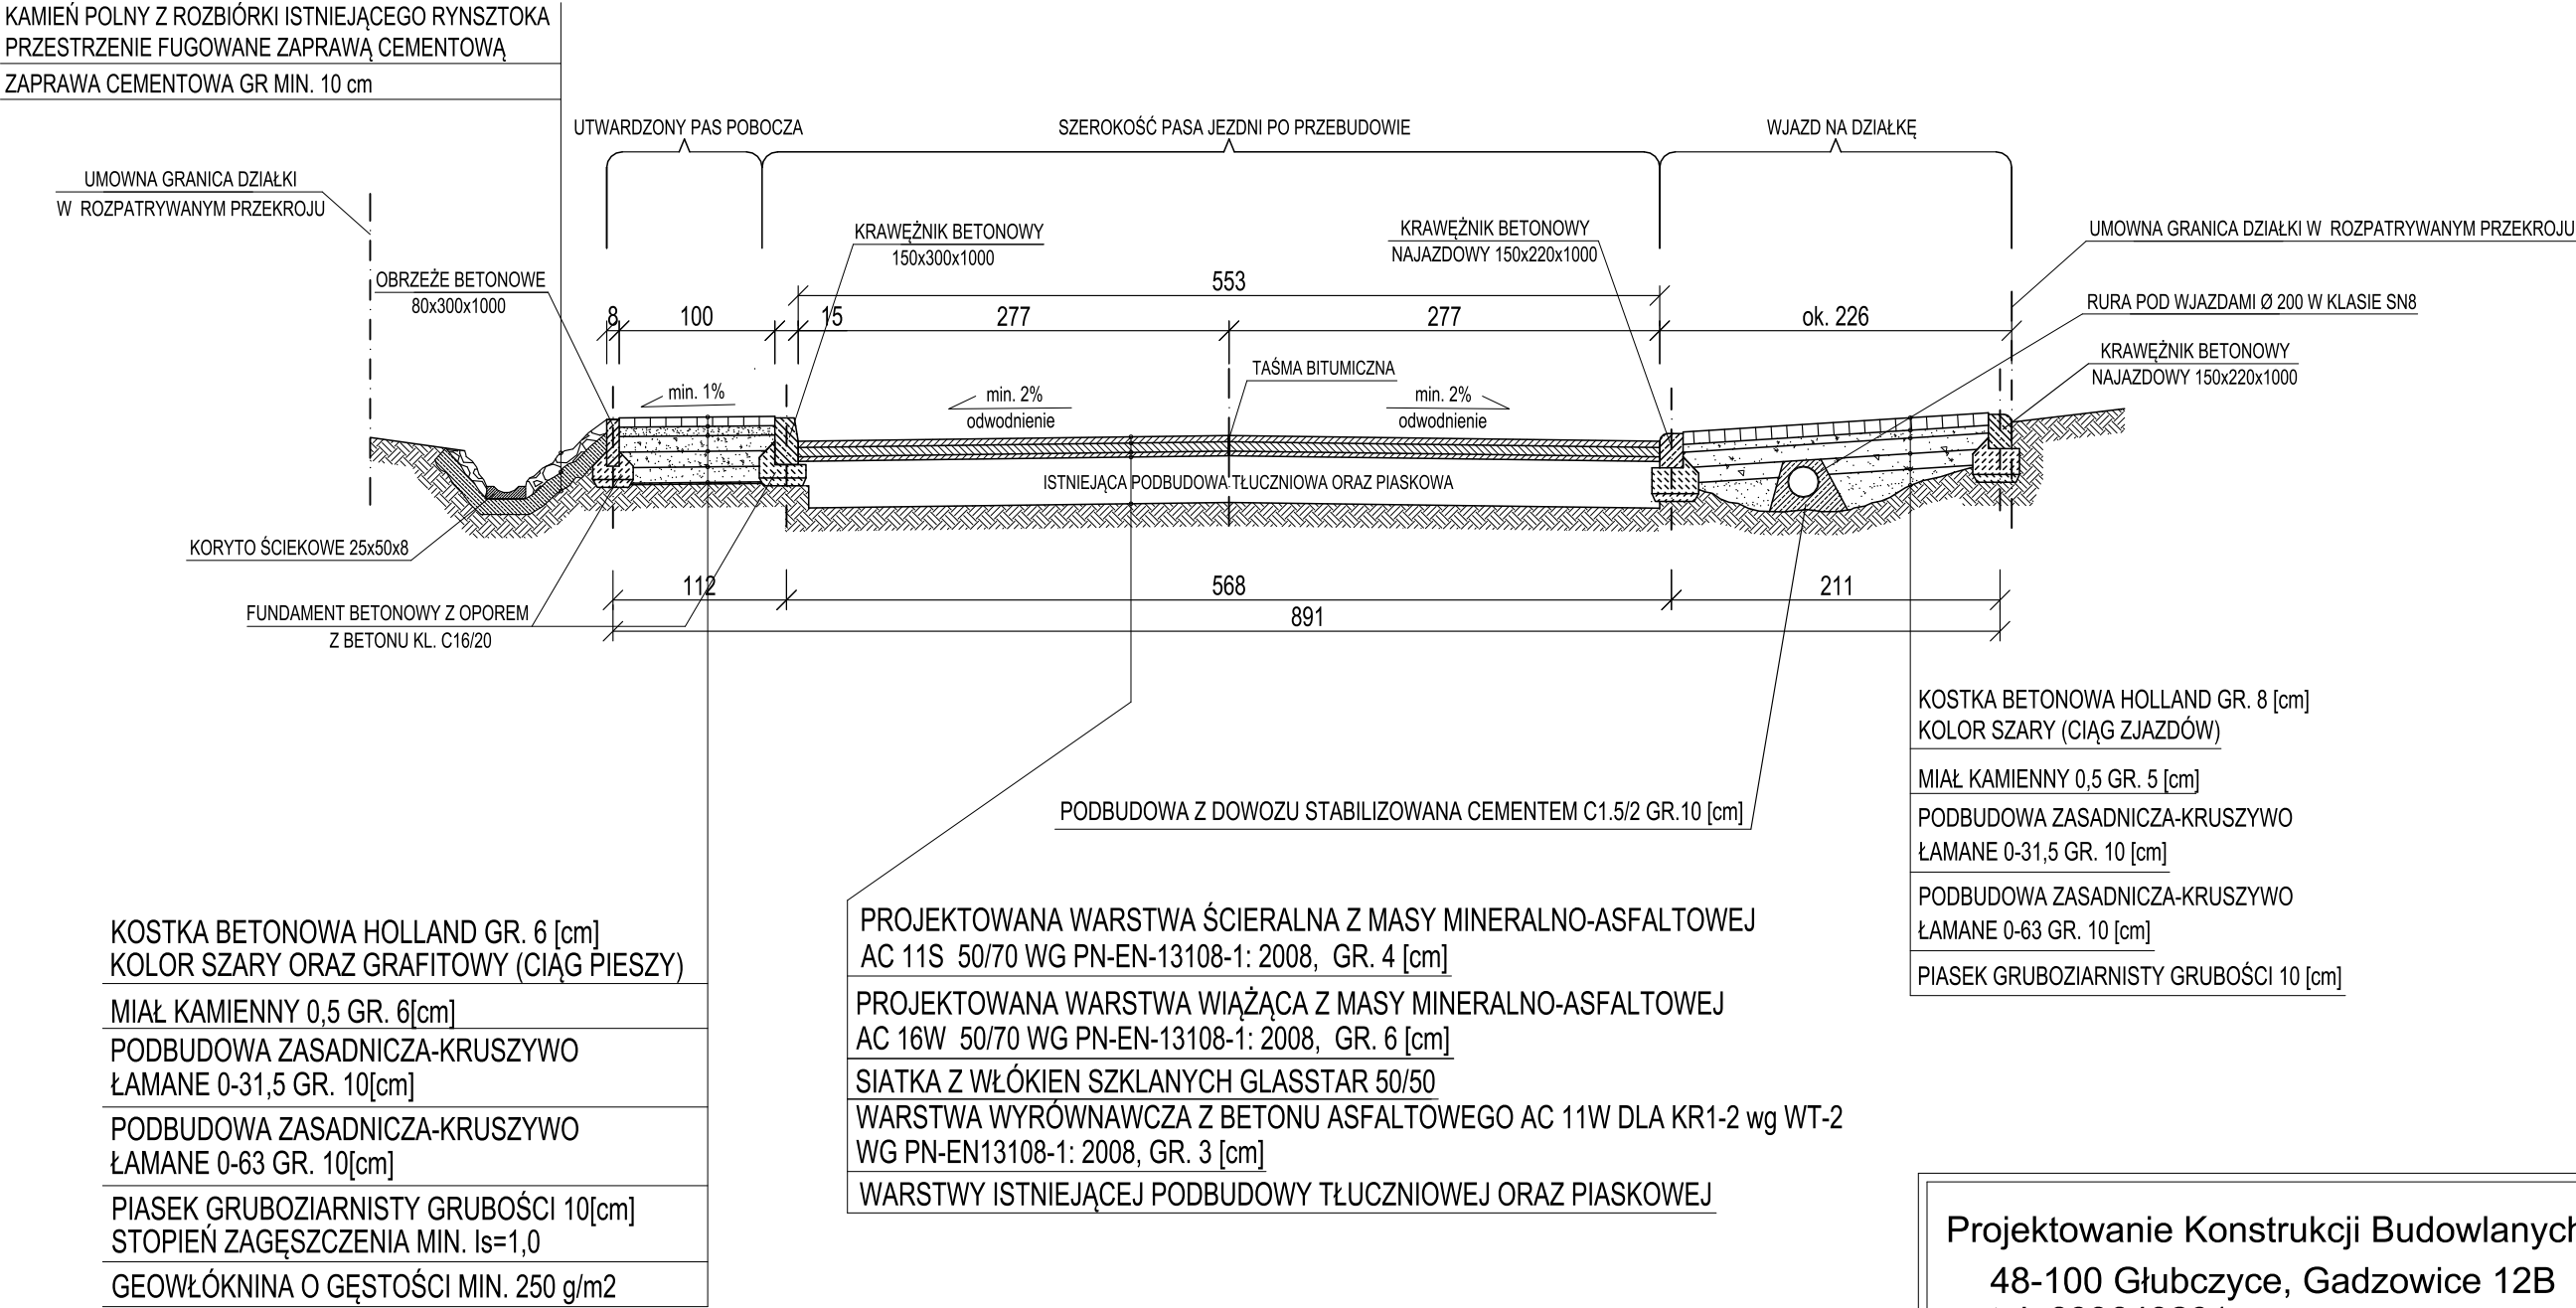 KAMIEŃ POLNY Z ROZBIÓRKI ISTNIEJĄCEGO RYNSZTOKA
PRZESTRZENIE FUGOWANE ZAPRAWĄ CEMENTOWĄ
ZAPRAWA CEMENTOWA GR MIN. 10 cm
UTWARDZONY PAS POBOCZA
SZEROKOŚĆ PASA JEZDNI PO PRZEBUDOWIE
WJAZD NA DZIAŁKĘ
UMOWNA GRANICA DZIAŁKI
W ROZPATRYWANYM PRZEKROJU
KRAWĘŻNIK BETONOWY
150x300x1000
KRAWĘŻNIK BETONOWY
NAJAZDOWY 150x220x1000
UMOWNA GRANICA DZIAŁKI W ROZPATRYWANYM PRZEKROJU
OBRZEŻE BETONOWE
80x300x1000
553
8
100
15
277
277
ok. 226
RURA POD WJAZDAMI Ø 200 W KLASIE SN8
KRAWĘŻNIK BETONOWY
NAJAZDOWY 150x220x1000
TAŚMA BITUMICZNA
min. 1%
min. 2%
odwodnienie
min. 2%
odwodnienie
ISTNIEJĄCA PODBUDOWA TŁUCZNIOWA ORAZ PIASKOWA
KORYTO ŚCIEKOWE 25x50x8
112
568
211
891
FUNDAMENT BETONOWY Z OPOREM
Z BETONU KL. C16/20
KOSTKA BETONOWA HOLLAND GR. 8 [cm]
KOLOR SZARY (CIĄG ZJAZDÓW)
MIAŁ KAMIENNY 0,5 GR. 5 [cm]
PODBUDOWA ZASADNICZA-KRUSZYWO
ŁAMANE 0-31,5 GR. 10 [cm]
PODBUDOWA ZASADNICZA-KRUSZYWO
ŁAMANE 0-63 GR. 10 [cm]
PIASEK GRUBOZIARNISTY GRUBOŚCI 10 [cm]
PODBUDOWA Z DOWOZU STABILIZOWANA CEMENTEM C1.5/2 GR.10 [cm]
KOSTKA BETONOWA HOLLAND GR. 6 [cm]
KOLOR SZARY ORAZ GRAFITOWY (CIĄG PIESZY)
MIAŁ KAMIENNY 0,5 GR. 6[cm]
PODBUDOWA ZASADNICZA-KRUSZYWO
ŁAMANE 0-31,5 GR. 10[cm]
PODBUDOWA ZASADNICZA-KRUSZYWO
ŁAMANE 0-63 GR. 10[cm]
PIASEK GRUBOZIARNISTY GRUBOŚCI 10[cm]
STOPIEŃ ZAGĘSZCZENIA MIN. Is=1,0
GEOWŁÓKNINA O GĘSTOŚCI MIN. 250 g/m2
PROJEKTOWANA WARSTWA ŚCIERALNA Z MASY MINERALNO-ASFALTOWEJ
AC 11S 50/70 WG PN-EN-13108-1: 2008, GR. 4 [cm]
PROJEKTOWANA WARSTWA WIĄŻĄCA Z MASY MINERALNO-ASFALTOWEJ
AC 16W 50/70 WG PN-EN-13108-1: 2008, GR. 6 [cm]
SIATKA Z WŁÓKIEN SZKLANYCH GLASSTAR 50/50
WARSTWA WYRÓWNAWCZA Z BETONU ASFALTOWEGO AC 11W DLA KR1-2 wg WT-2
WG PN-EN13108-1: 2008, GR. 3 [cm]
WARSTWY ISTNIEJĄCEJ PODBUDOWY TŁUCZNIOWEJ ORAZ PIASKOWEJ
Projektowanie Konstrukcji Budowlanych
48-100 Głubczyce, Gadzowice 12B